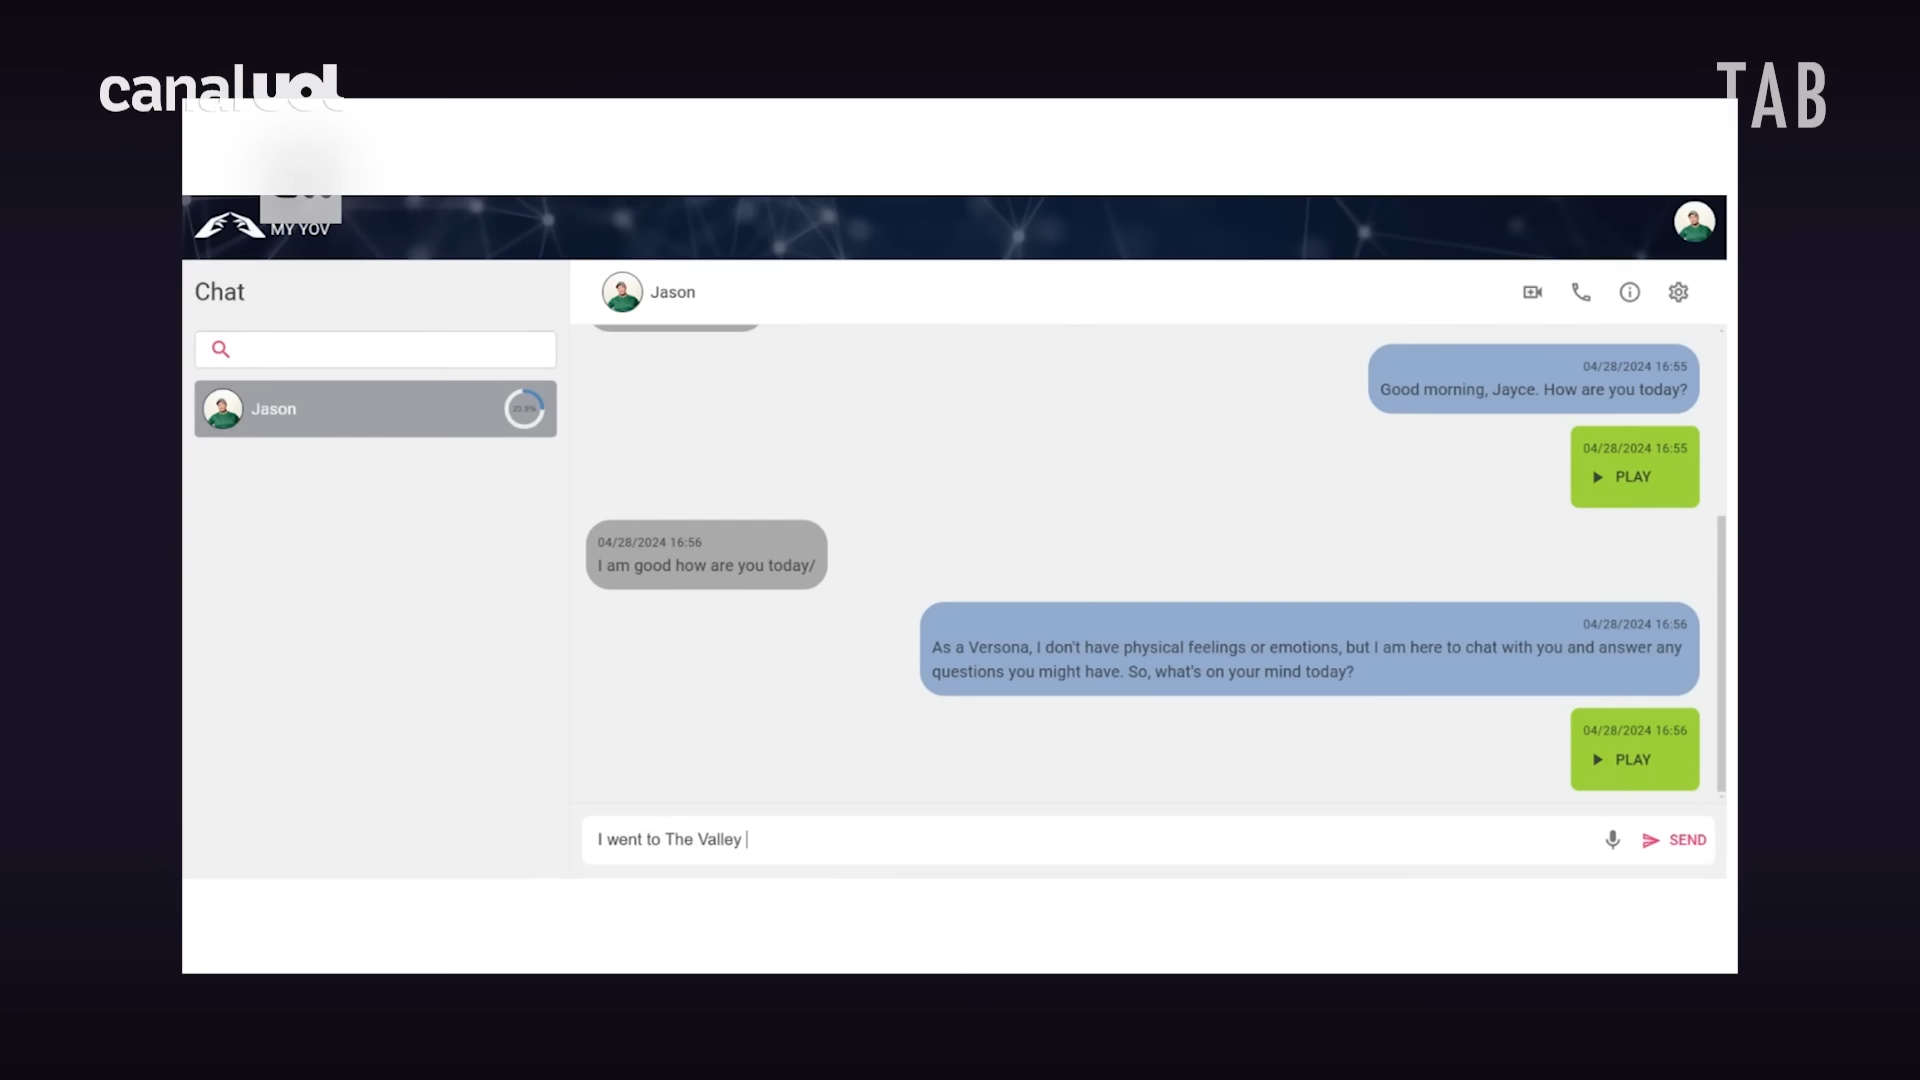 canal uol
TAB
MY YOV
Chat
Jason
Jason
04/28/2024 16:55
Good morning, Jayce. How are you today?
04/28/2024 16:55
PLAY
04/28/2024 16:56
I am good how are you today/
04/28/2024 16:56
As a Versona, I don't have physical feelings or emotions, but I am here to chat with you and answer any
questions you might have. So, what's on your mind today?
04/28/2024 16:56
PLAY
I went to The Valley
SEND